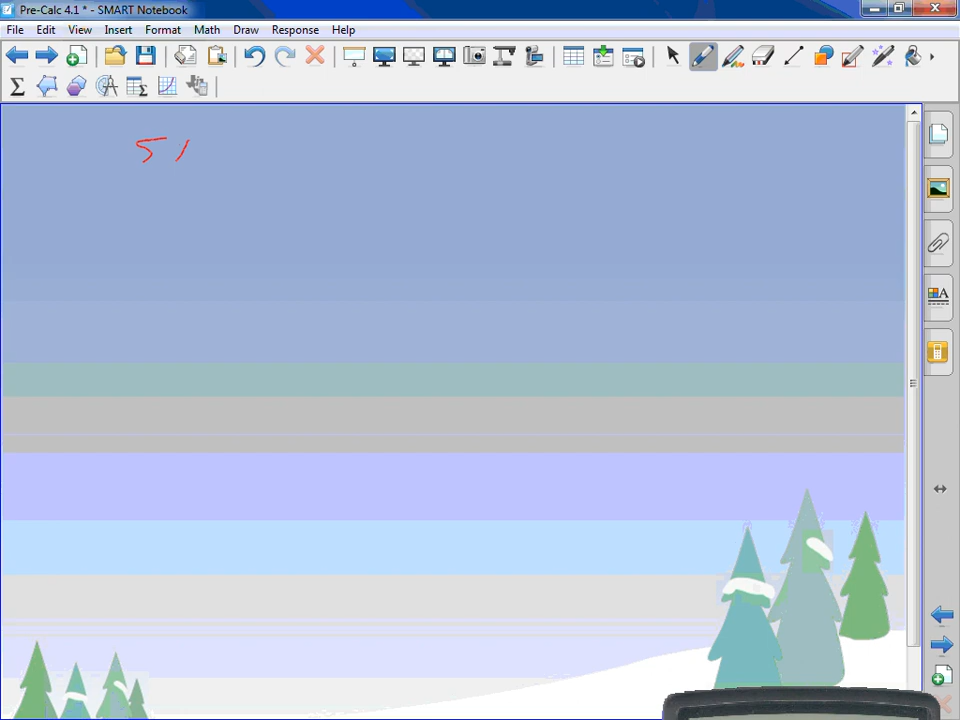 Pre-Calc 4.1 * - SMART Notebook
File Edit View Insert Format Math Draw Response Help
5